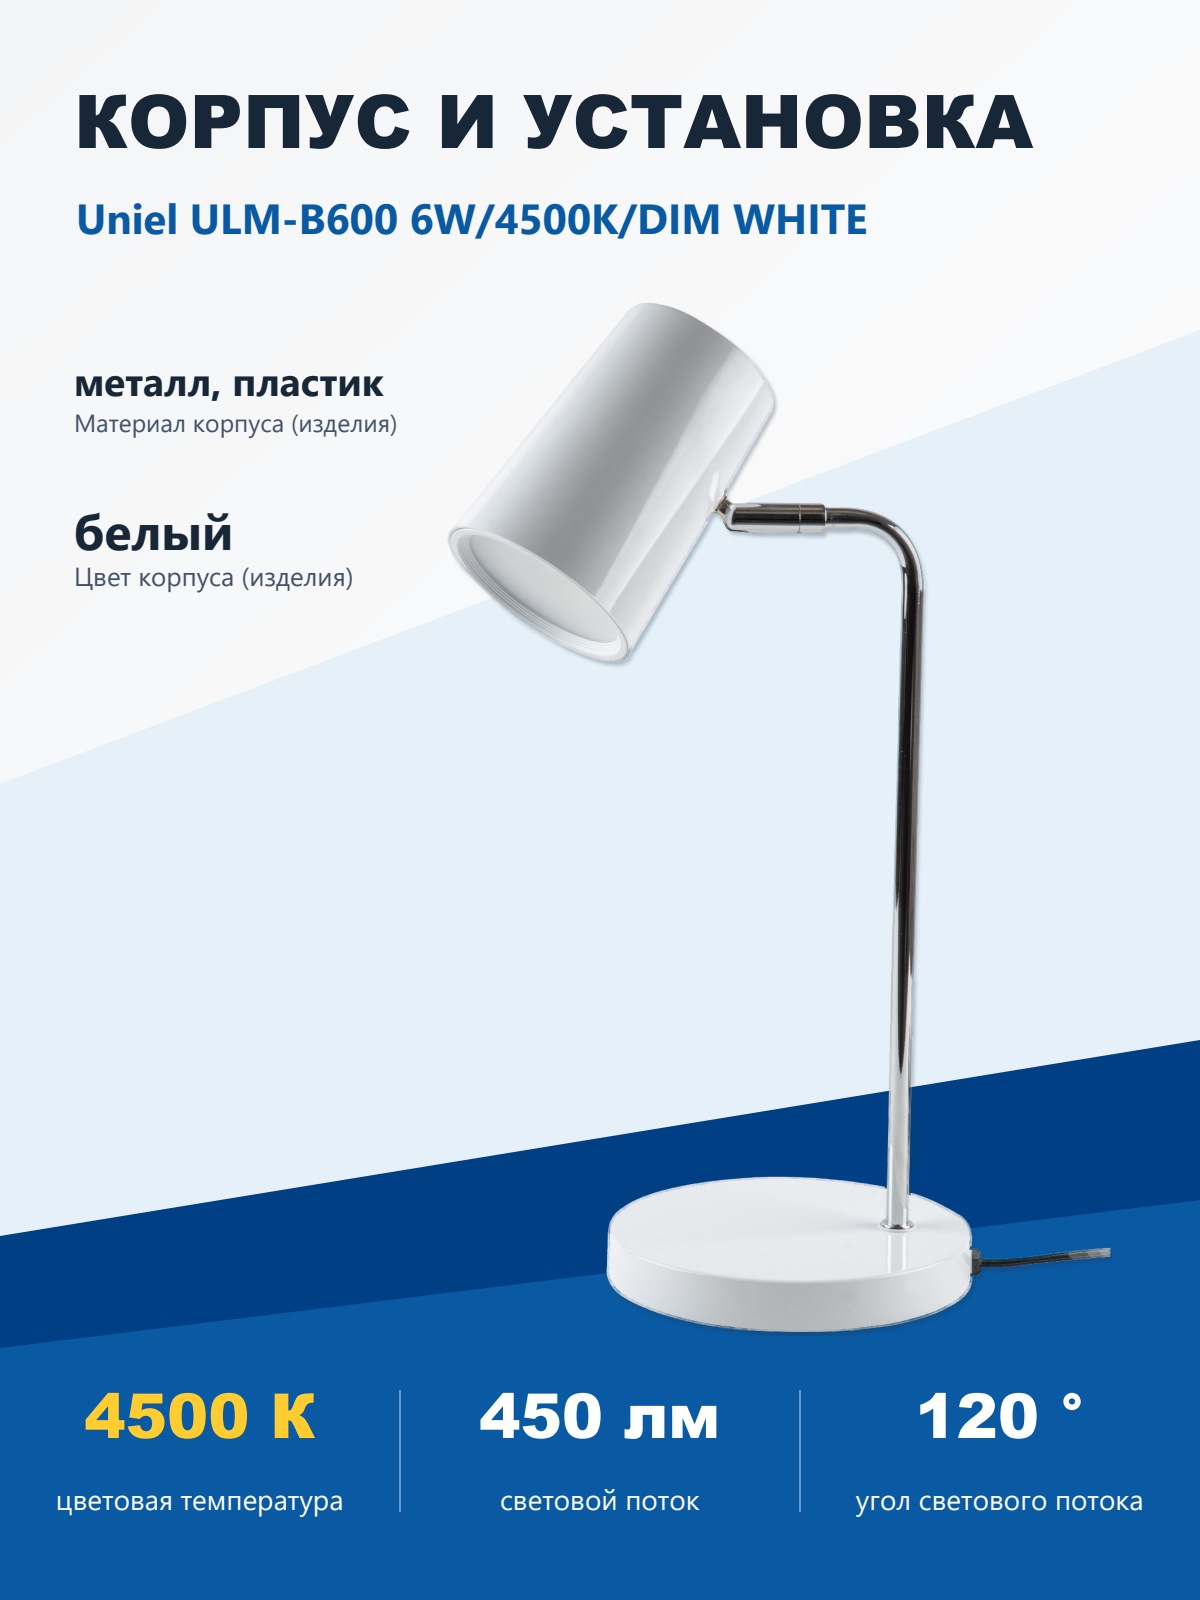 КОРПУС И УСТАНОВКА
Uniel ULM-B600 6W/4500K/DIM WHITE
металл, пластик
Материал корпуса (изделия)
белый
Цвет корпуса (изделия)
4500 К
цветовая температура
450 лм
световой поток
120 °
угол светового потока